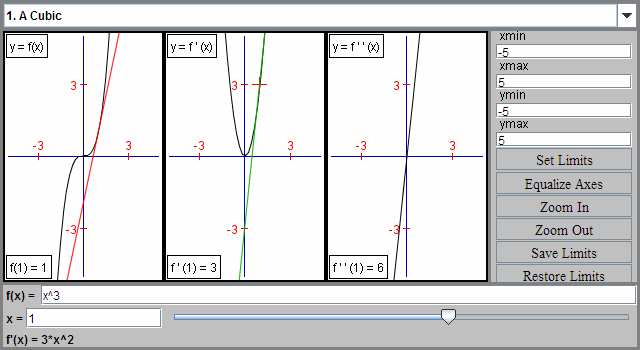 1. A Cubic
y = f(x)
3
-3
3
-3
f(1) = 1
y = f ' (x)
3
3
-3
f ' (1) = 3
y = f ' ' (x)
3
3
-3
f ' ' (1) = 6
xmin
-5
xmax
5
ymin
-5
ymax
5
Set Limits
Equalize Axes
Zoom In
Zoom Out
Save Limits
Restore Limits
f(x) = x^3
x = 1
f'(x) = 3*x^2